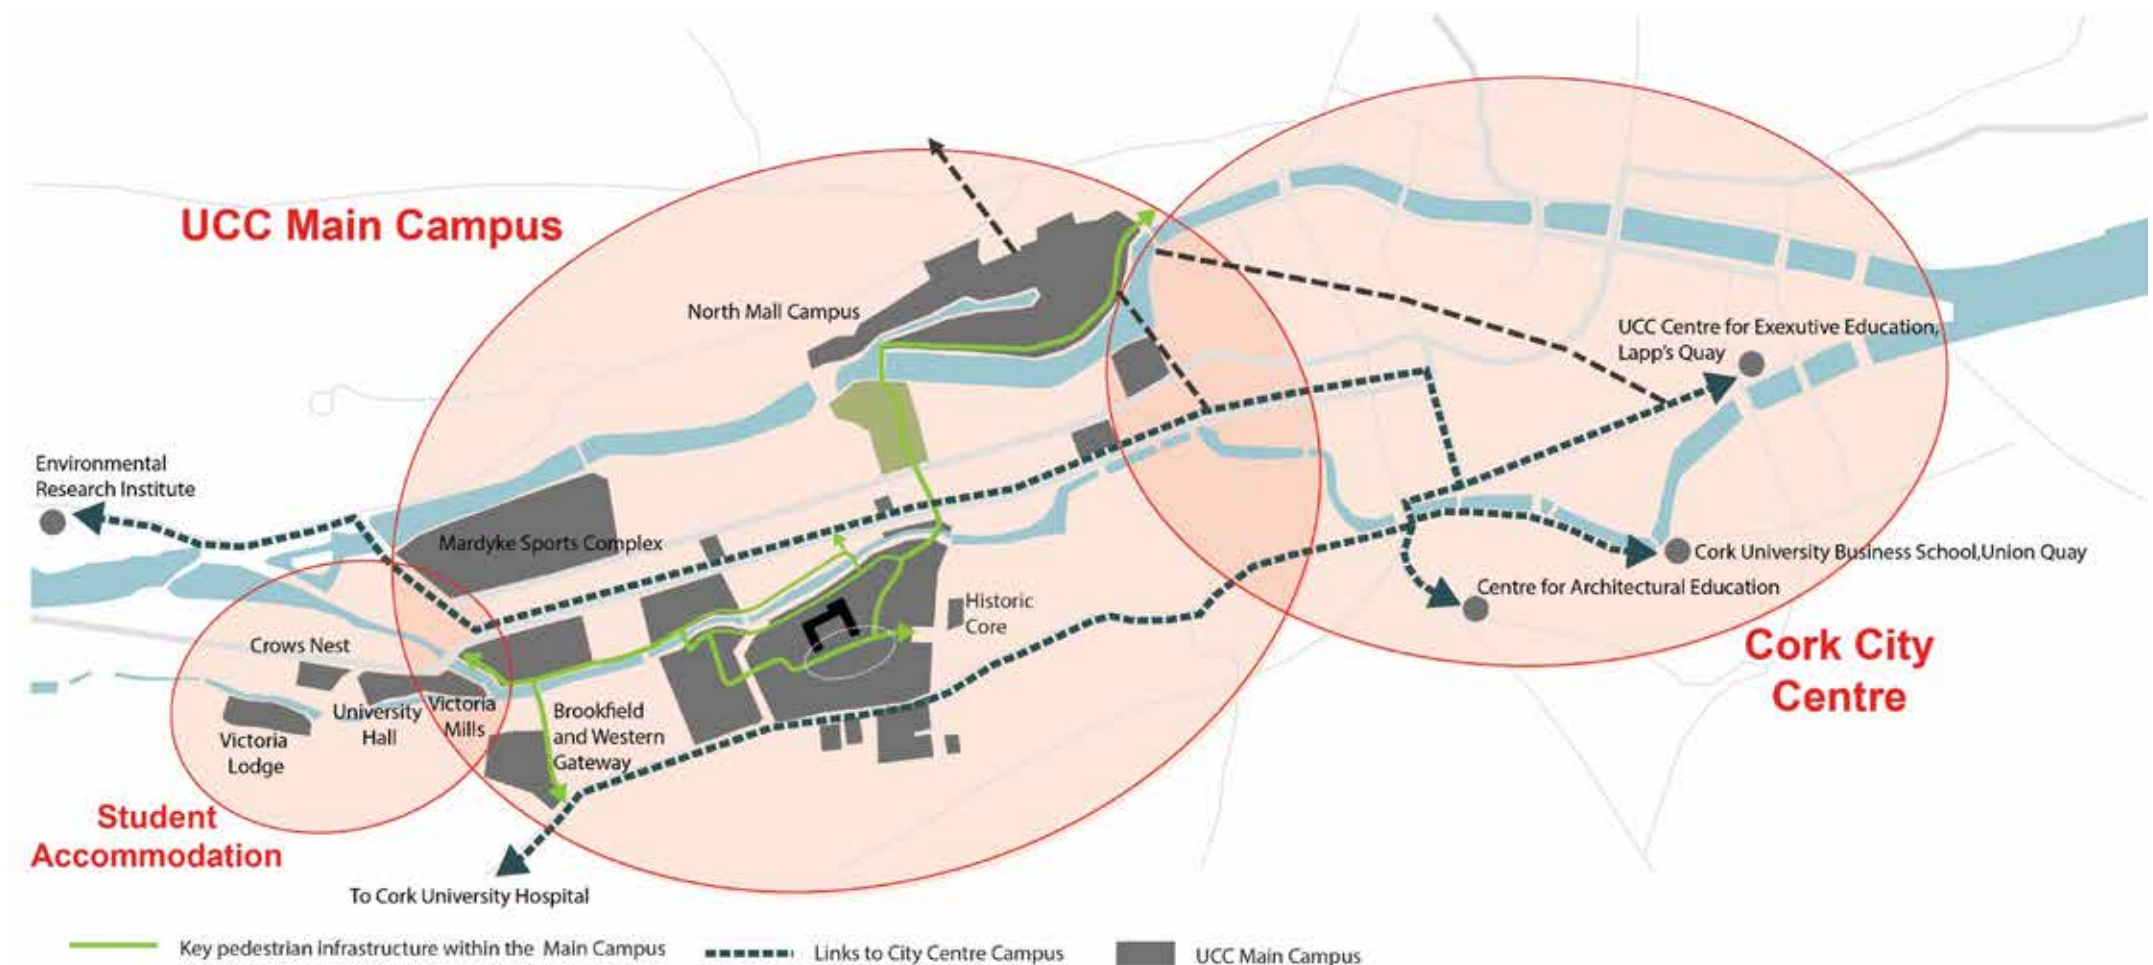 UCC Main Campus
North Mall Campus
UCC Centre for Exexutive Education,
Lapp's Quay
Environmental
Research Institute
Mardyke Sports Complex
Cork University Business School,Union Quay
Centre for Architectural Education
Historic
Core
Cork City
Centre
Crows Nest
University
Hall
Victoria
Mills
Victoria
Lodge
Brookfield
and Western
Gateway
Student
Accommodation
To Cork University Hospital
Key pedestrian infrastructure within the Main Campus
Links to City Centre Campus
UCC Main Campus